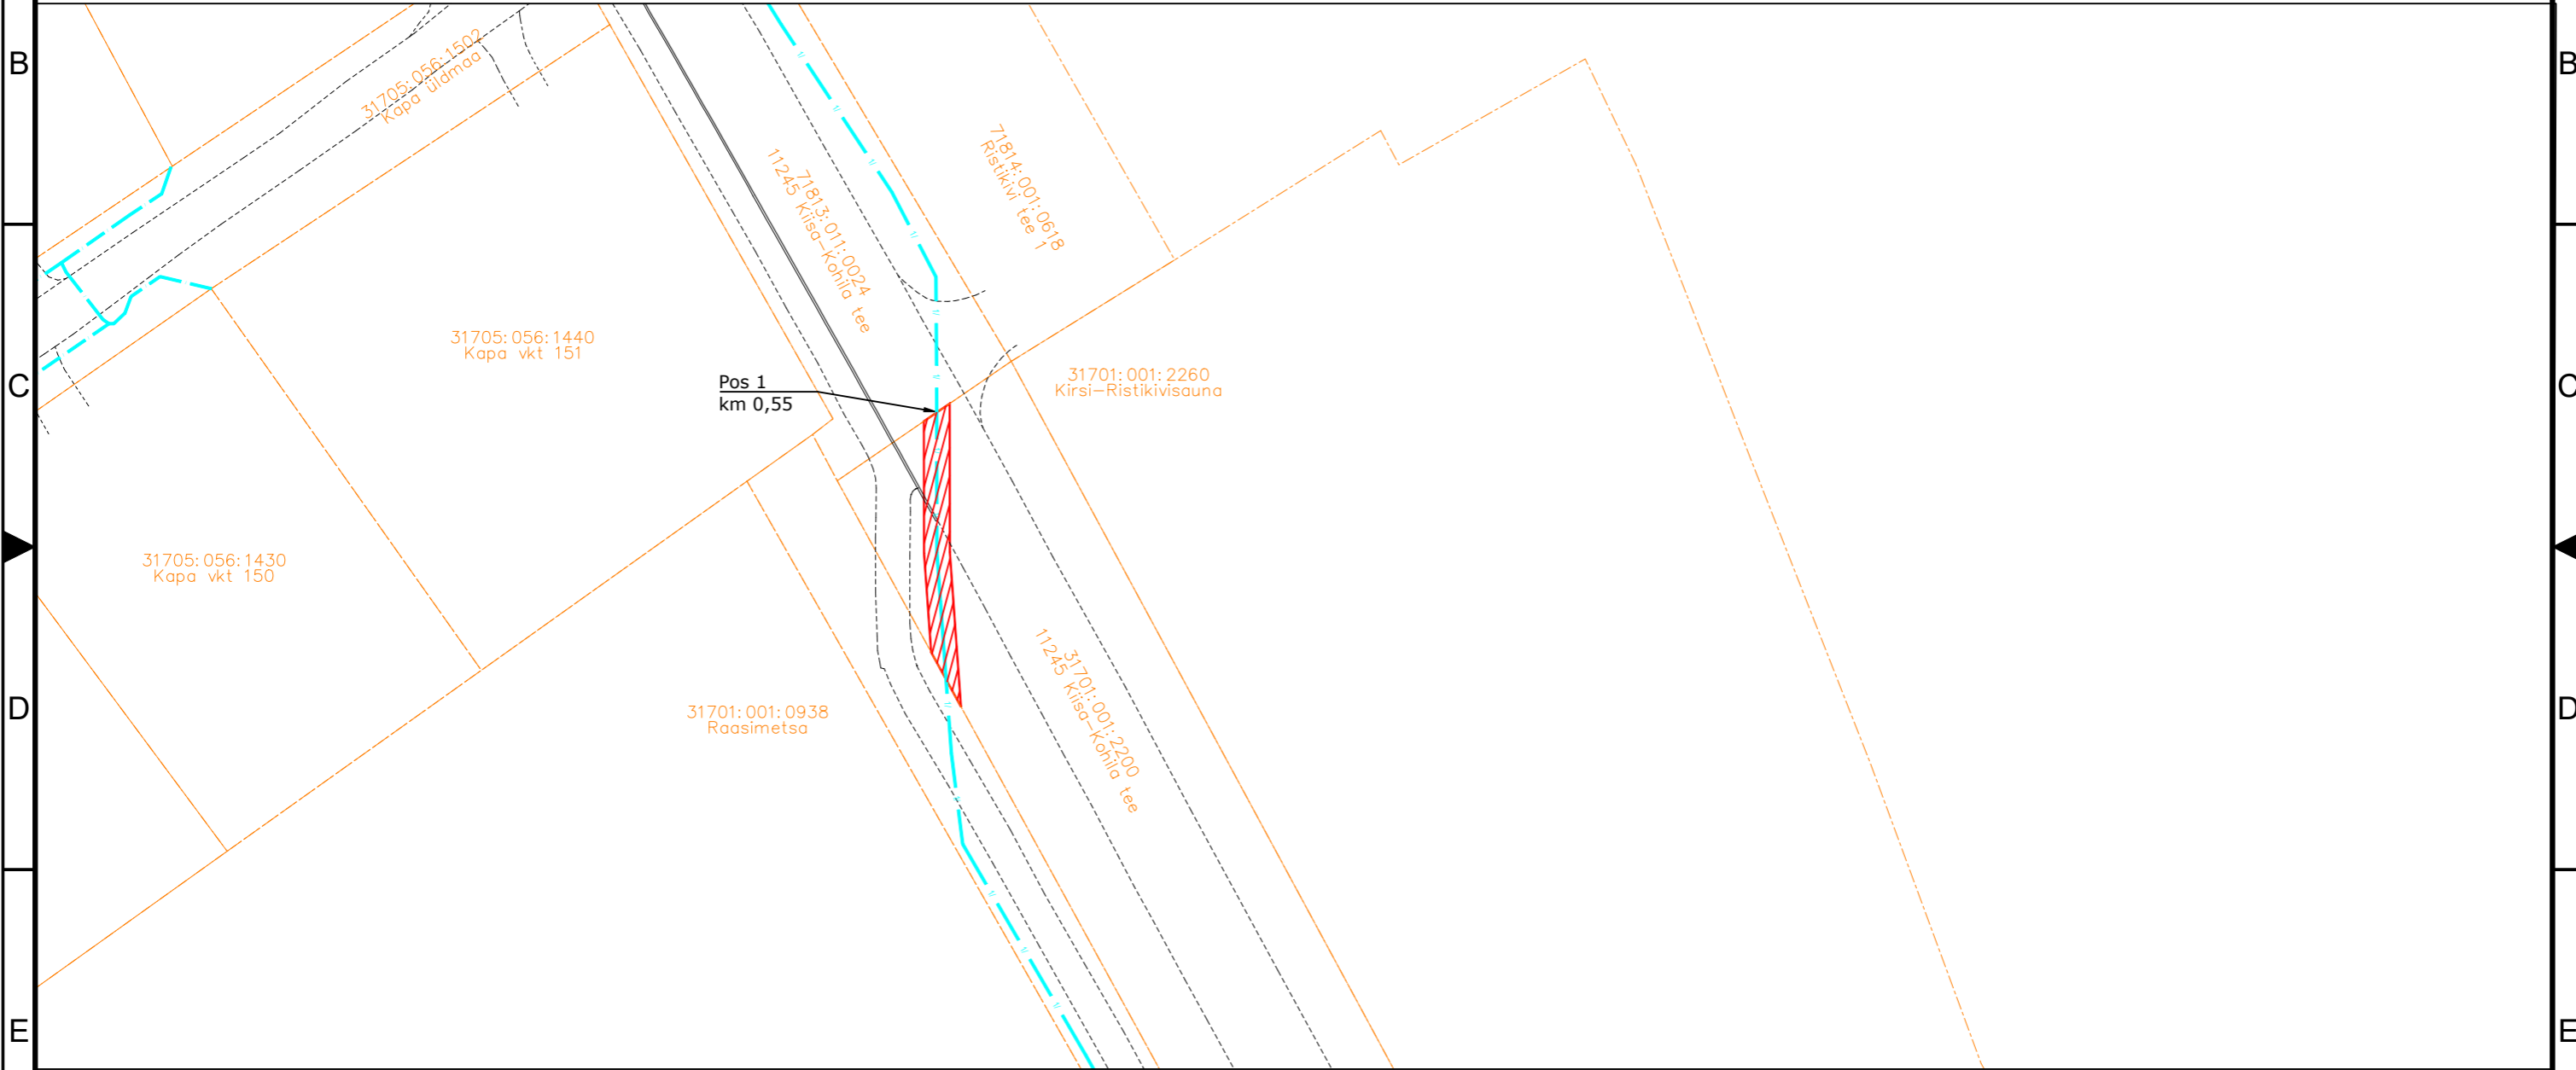 B
B
31705:056:1502
Kapa üldmaa
71814:001:0618
Ristikivi tee 1
71813:011:0024
11245 Kiisa-Kohila tee
31705:056:1440
Kapa vkt 151
C
C
Pos 1
km 0,55
31701:001:2260
Kirsi-Ristikivisauna
31705:056:1430
Kapa vkt 150
31701:001:0938
Raasimetsa
31701:001:2200
11245 Kiisa-Kohila tee
D
D
E
E